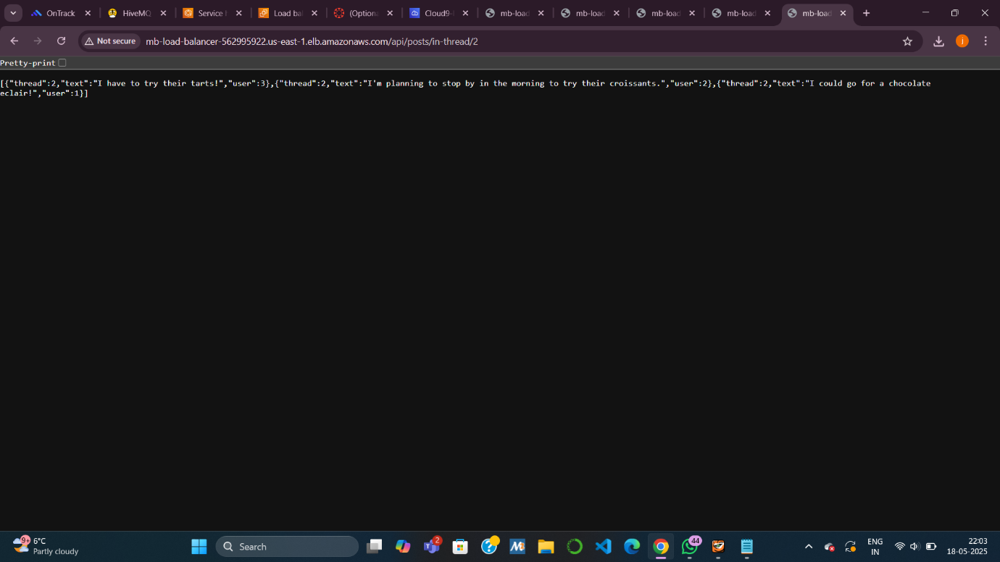 OnTrack
HiveMQ
Service
Load ba
(Option
Cloud9-
mb-load
mb-load
mb-load
mb-load
mb-load
Not secure
mb-load-balancer-562995922.us-east-1.elb.amazonaws.com/api/posts/in-thread/2
j
Pretty-print
[{"thread":2,"text":"I have to try their tarts!","user":3},{"thread":2,"text":"I'm planning to stop by in the morning to try their croissants.","user":2},{"thread":2,"text":"I could go for a chocolate
eclair!","user":1}]
9+
6°C
Partly cloudy
Search
2
44
ENG
IN
22:03
18-05-2025